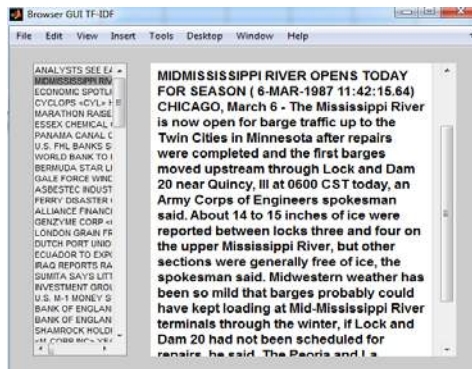 Browser GUI TF-IDF
File Edit View Insert Tools Desktop Window Help
ANALYSTS SEE
MIDMISSISSIPPI
ECONOMIC SPOTLI
CYCLOPS <CYL>
MARATHON RAISE
ESSEX CHEMICAL
PANAMA CANAL
U.S. FHL BANKS S
WORLD BANK TO
BERMUDA STAR LI
GALE FORCE WIND
ASBESTEC INDUST
FERRY DISASTER
ALLIANCE FINANCI
GENZYME CORP
LONDON GRAIN FR
DUTCH PORT UNIO
ECUADOR TO EXPO
IRAQ REPORTS RA
SUMITA SAYS LITT
INVESTMENT GROU
U.S. M-1 MONEY S
BANK OF ENGLAN
BANK OF ENGLAN
SHAMROCK HOLDI
MIDMISSISSIPPI RIVER OPENS TODAY
FOR SEASON ( 6-MAR-1987 11:42:15.64)
CHICAGO, March 6 - The Mississippi River
is now open for barge traffic up to the
Twin Cities in Minnesota after repairs
were completed and the first barges
moved upstream through Lock and Dam
20 near Quincy, Ill at 0600 CST today, an
Army Corps of Engineers spokesman
said. About 14 to 15 inches of ice were
reported between locks three and four on
the upper Mississippi River, but other
sections were generally free of ice, the
spokesman said. Midwestern weather has
been so mild that barges probably could
have kept loading at Mid-Mississippi River
terminals through the winter, if Lock and
Dam 20 had not been scheduled for
repairs, he said. The Peoria and La